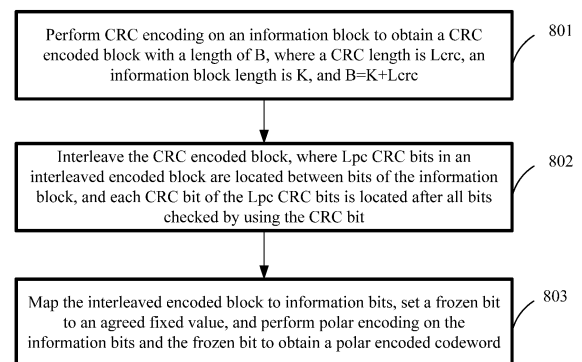 Perform CRC encoding on an information block to obtain a CRC
encoded block with a length of B, where a CRC length is Lcrc, an
information block length is K, and B=K+Lcrc
801
Interleave the CRC encoded block, where Lpc CRC bits in an
interleaved encoded block are located between bits of the information
block, and each CRC bit of the Lpc CRC bits is located after all bits
checked by using the CRC bit
802
Map the interleaved encoded block to information bits, set a frozen bit
to an agreed fixed value, and perform polar encoding on the
information bits and the frozen bit to obtain a polar encoded codeword
803